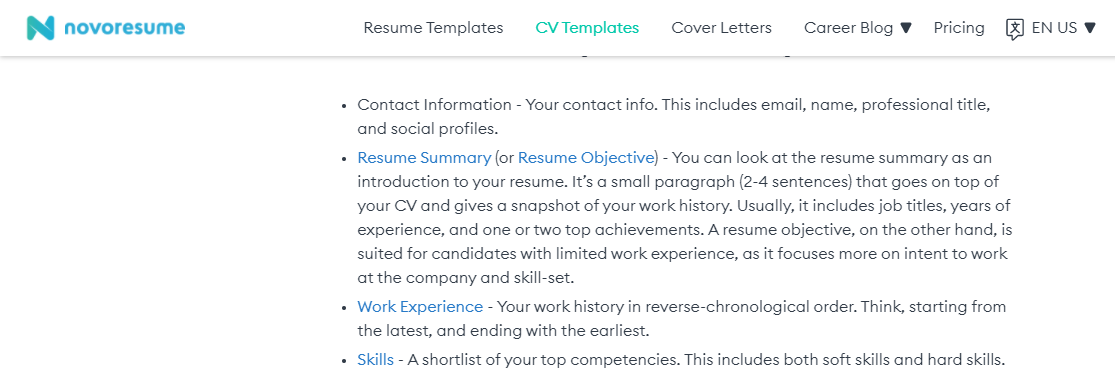 novoresume Resume Templates CV Templates Cover Letters Career Blog ▼ Pricing EN US ▼
• Contact Information - Your contact info. This includes email, name, professional title,
and social profiles.
• Resume Summary (or Resume Objective) - You can look at the resume summary as an
introduction to your resume. It’s a small paragraph (2-4 sentences) that goes on top of
your CV and gives a snapshot of your work history. Usually, it includes job titles, years of
experience, and one or two top achievements. A resume objective, on the other hand, is
suited for candidates with limited work experience, as it focuses more on intent to work
at the company and skill-set.
• Work Experience - Your work history in reverse-chronological order. Think, starting from
the latest, and ending with the earliest.
• Skills - A shortlist of your top competencies. This includes both soft skills and hard skills.